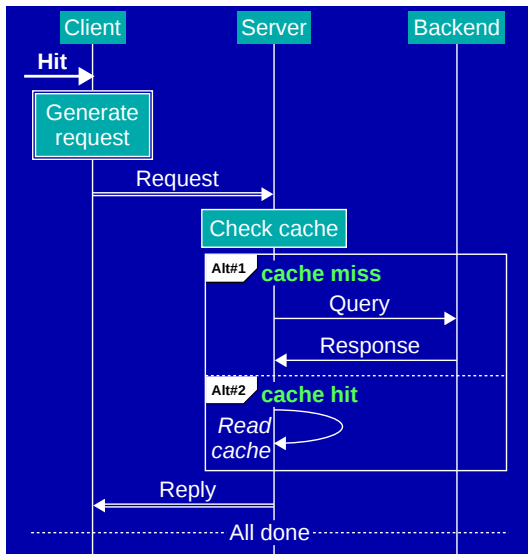 Client Server Backend
Hit
Generate
request
Request
Check cache
Alt#1 cache miss
Query
Response
Alt#2 cache hit
Read
cache
Reply
All done